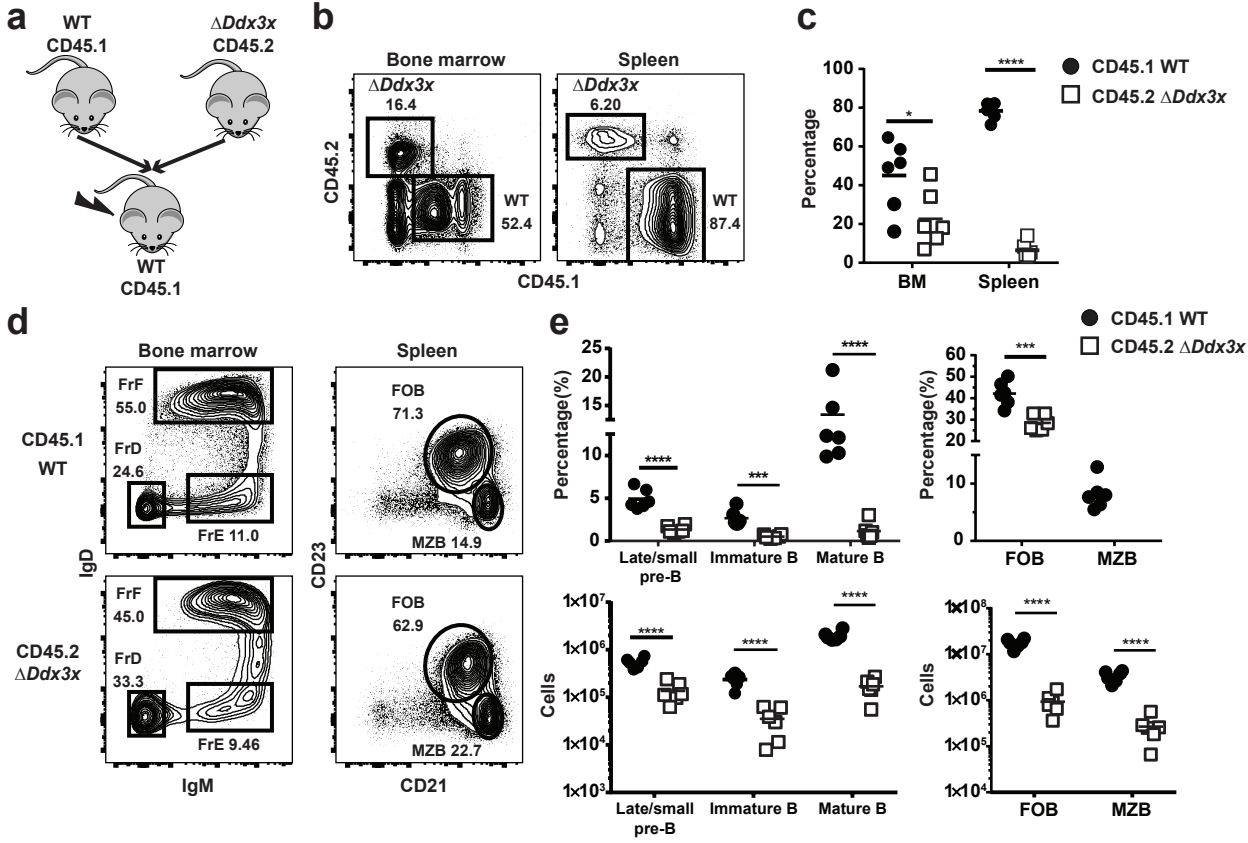 a
WT
CD45.1
ΔDdx3x
CD45.2
WT
CD45.1
b
Bone marrow
Spleen
ΔDdx3x
16.4
ΔDdx3x
6.20
CD45.2
WT
52.4
WT
87.4
CD45.1
c
100
80
60
40
20
0
Percentage
*
****
BM
Spleen
CD45.1 WT
CD45.2 ΔDdx3x
d
Bone marrow
Spleen
CD45.1
WT
FrF
55.0
FrD
24.6
FrE 11.0
FOB
71.3
MZB 14.9
IgD
CD23
CD45.2
ΔDdx3x
FrF
45.0
FrD
33.3
FrE 9.46
FOB
62.9
MZB 22.7
IgM
CD21
e
CD45.1 WT
CD45.2 ΔDdx3x
Percentage(%)
25
20
15
10
5
0
****
***
****
Late/small
pre-B
Immature B
Mature B
Percentage(%)
60
50
40
30
20
10
0
***
FOB
MZB
Cells
1×10⁷
1×10⁶
1×10⁵
1×10⁴
1×10³
****
****
****
Late/small
pre-B
Immature B
Mature B
Cells
1×10⁸
1×10⁷
1×10⁶
1×10⁵
1×10⁴
****
****
FOB
MZB